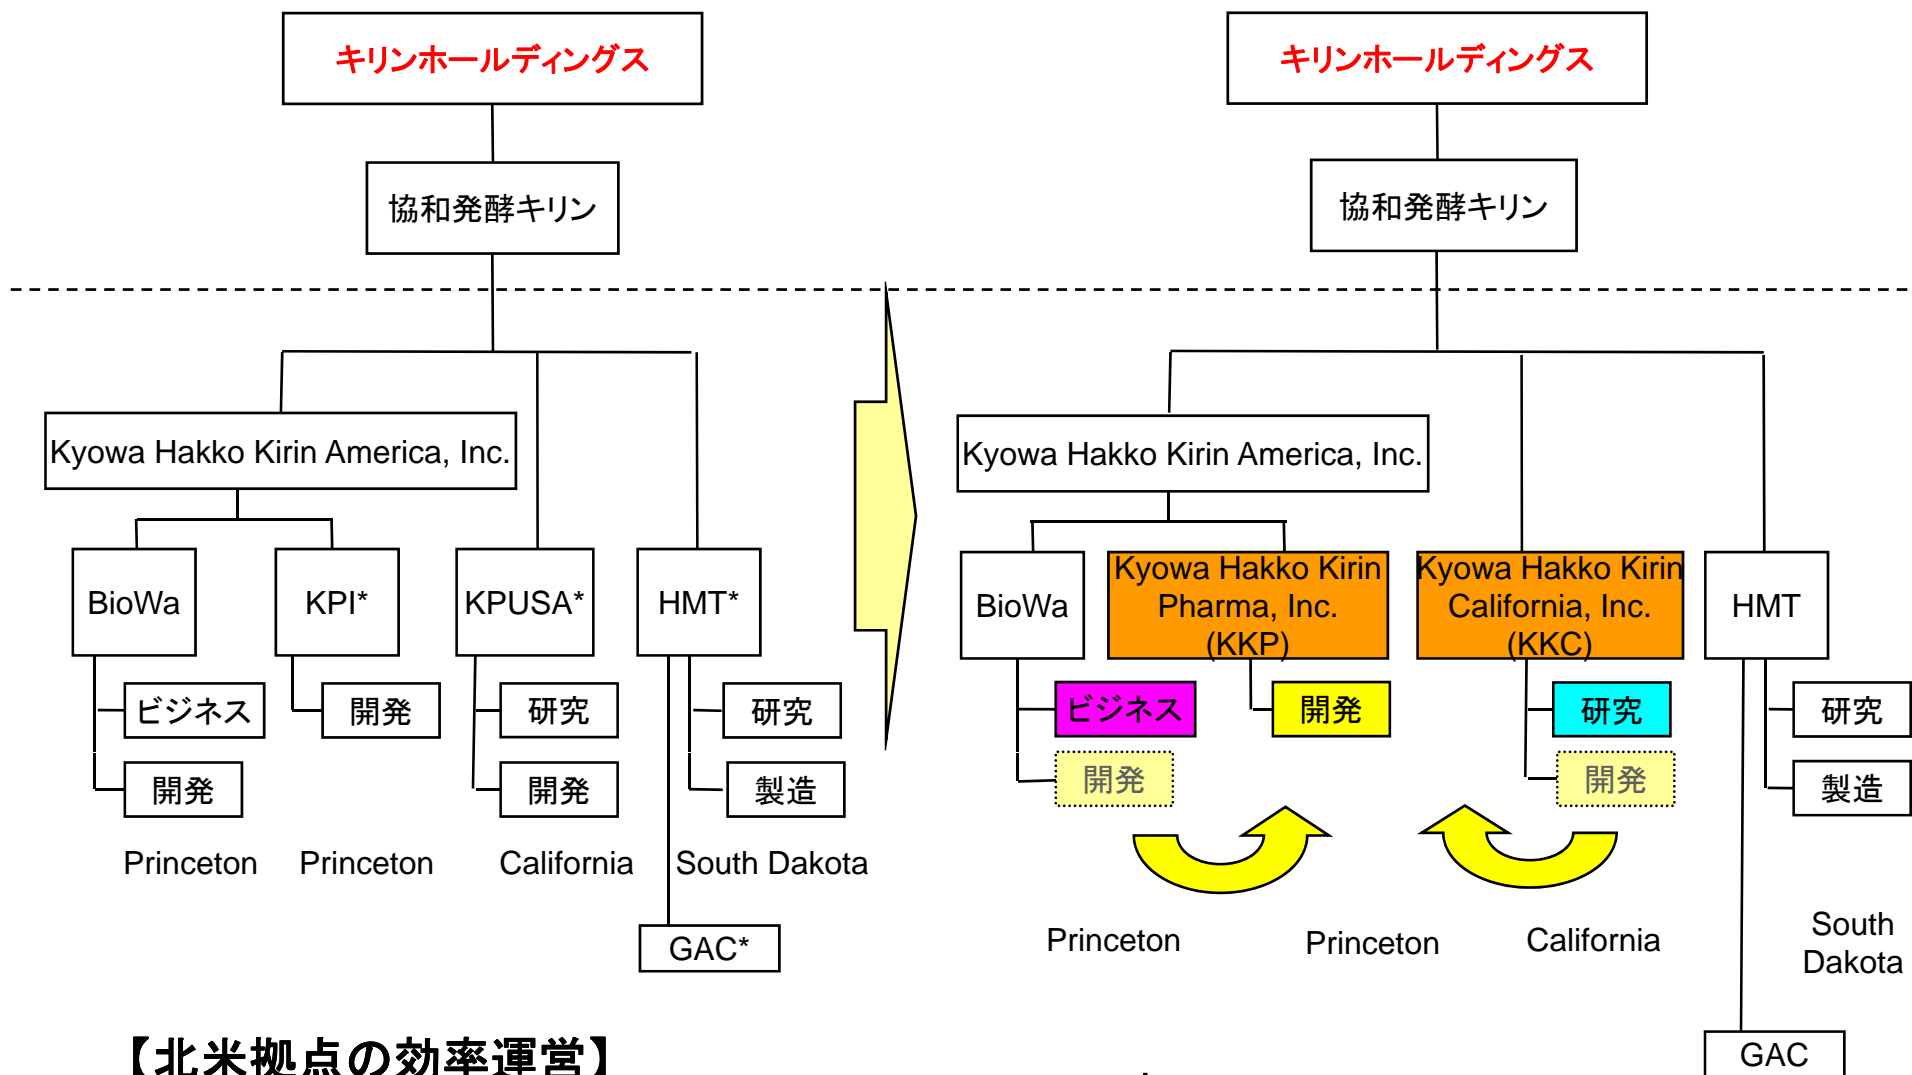 キリンホールディングス
協和発酵キリン
Kyowa Hakko Kirin America, Inc.
BioWa
KPI*
KPUSA*
HMT*
ビジネス
開発
研究
研究
開発
開発
製造
Princeton
Princeton
California
South Dakota
GAC*
キリンホールディングス
協和発酵キリン
Kyowa Hakko Kirin America, Inc.
BioWa
Kyowa Hakko Kirin
Pharma, Inc.
(KKP)
Kyowa Hakko Kirin
California, Inc.
(KKC)
HMT
ビジネス
開発
研究
研究
開発
開発
製造
Princeton
Princeton
California
South
Dakota
GAC
【北米拠点の効率運営】